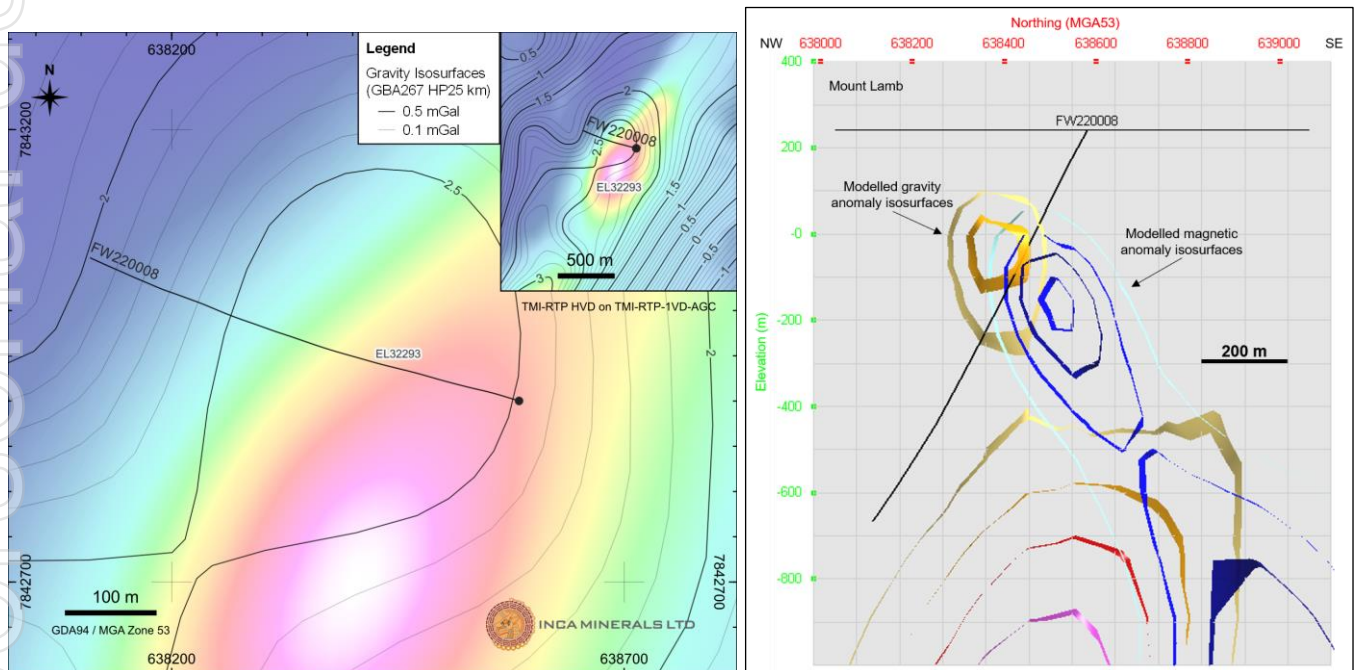 638200
Legend
Gravity Isosurfaces
(GBA267 HP25 km)
0.5 mGal
0.1 mGal
N
7843200
2
2.5
FW220008
EL32293
3
2
0.5
-1
-1.5
2
FW220008
2.5
EL32293
1.5
1
0.5
0
-0.5
-1
500 m
TMI-RTP HVD on TMI-RTP-1VD-AGC
7842700
7842700
100 m
GDA94 / MGA Zone 53
INCA MINERALS LTD
638200
638700
Northing (MGA53)
NW 638000 638200 638400 638600 638800 639000 SE
400
Mount Lamb
FW220008
200
Modelled gravity
anomaly isosurfaces
Modelled magnetic
anomaly isosurfaces
-0
Elevation (m)
-200
200 m
-400
-600
-800